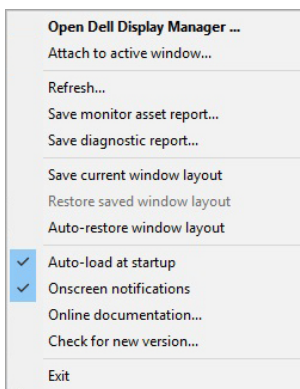 Open Dell Display Manager ...
Attach to active window...
Refresh...
Save monitor asset report...
Save diagnostic report...
Save current window layout
Restore saved window layout
Auto-restore window layout
Auto-load at startup
Onscreen notifications
Online documentation...
Check for new version...
Exit